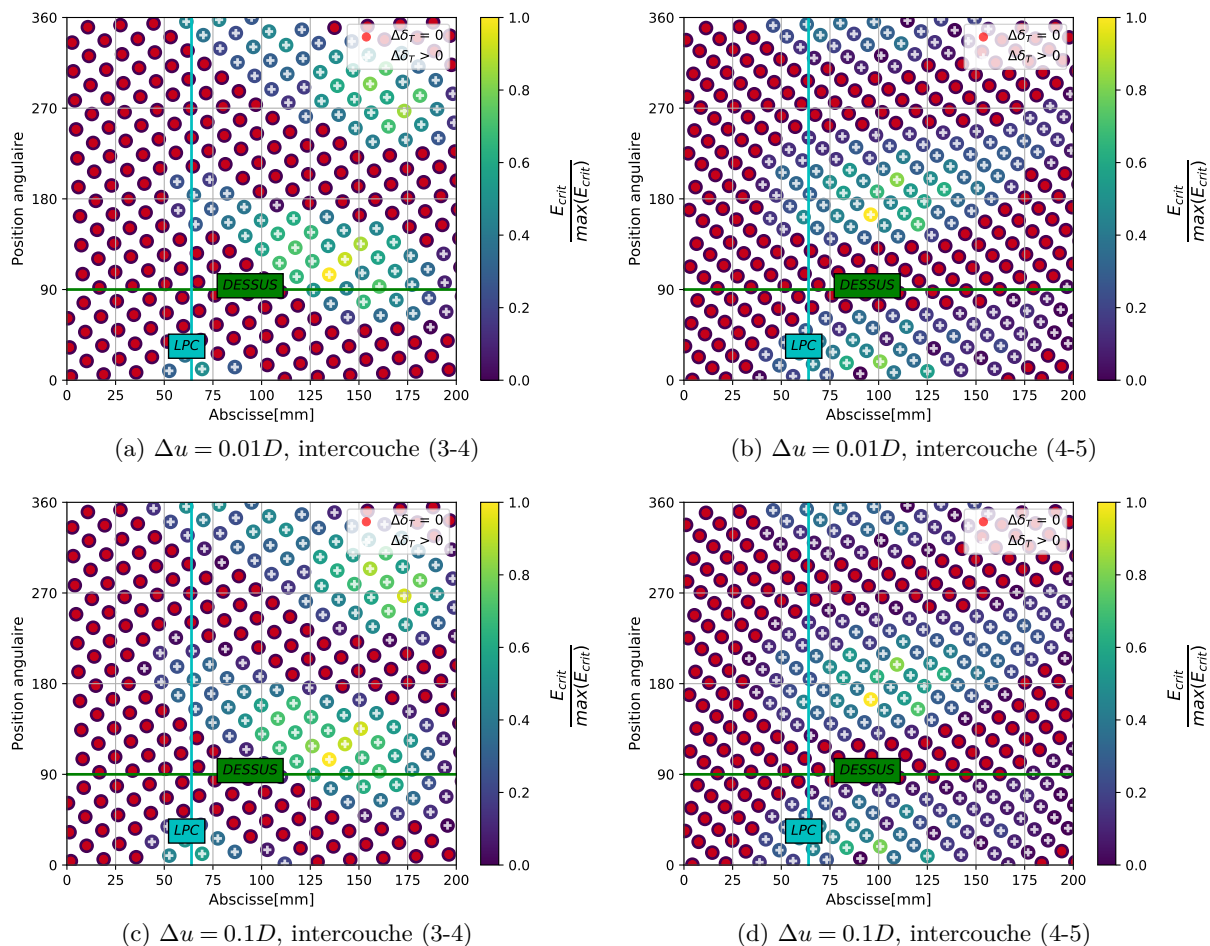 360
270
180
90
0
Position angulaire
0 25 50 75 100 125 150 175 200
Abscisse[mm]
Δδ_T = 0
Δδ_T > 0
DESSUS
LPC
1.0
0.8
0.6
0.4
0.2
0.0
E_crit
max(E_crit)
(a) Δu = 0.01D, intercouche (3-4)
360
270
180
90
0
Position angulaire
0 25 50 75 100 125 150 175 200
Abscisse[mm]
Δδ_T = 0
Δδ_T > 0
DESSUS
LPC
1.0
0.8
0.6
0.4
0.2
0.0
E_crit
max(E_crit)
(b) Δu = 0.01D, intercouche (4-5)
360
270
180
90
0
Position angulaire
0 25 50 75 100 125 150 175 200
Abscisse[mm]
Δδ_T = 0
Δδ_T > 0
DESSUS
LPC
1.0
0.8
0.6
0.4
0.2
0.0
E_crit
max(E_crit)
(c) Δu = 0.1D, intercouche (3-4)
360
270
180
90
0
Position angulaire
0 25 50 75 100 125 150 175 200
Abscisse[mm]
Δδ_T = 0
Δδ_T > 0
DESSUS
LPC
1.0
0.8
0.6
0.4
0.2
0.0
E_crit
max(E_crit)
(d) Δu = 0.1D, intercouche (4-5)